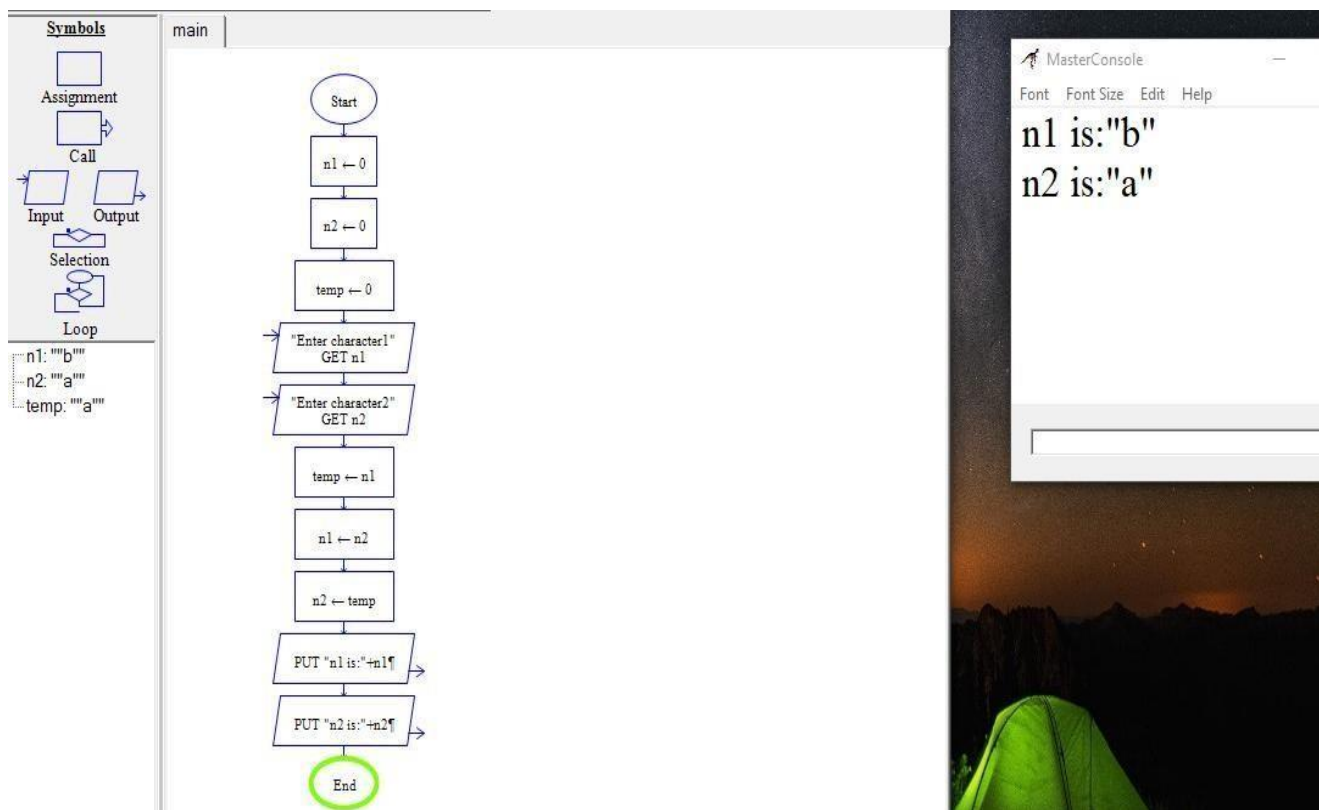 Symbols
Assignment
Call
Input Output
Selection
Loop
n1: ""b""
n2: ""a""
temp: ""a""
main
Start
n1 ← 0
n2 ← 0
temp ← 0
"Enter character1"
GET n1
"Enter character2"
GET n2
temp ← n1
n1 ← n2
n2 ← temp
PUT "n1 is:"+n1¶
PUT "n2 is:"+n2¶
End
MasterConsole
Font Font Size Edit Help
n1 is:"b"
n2 is:"a"